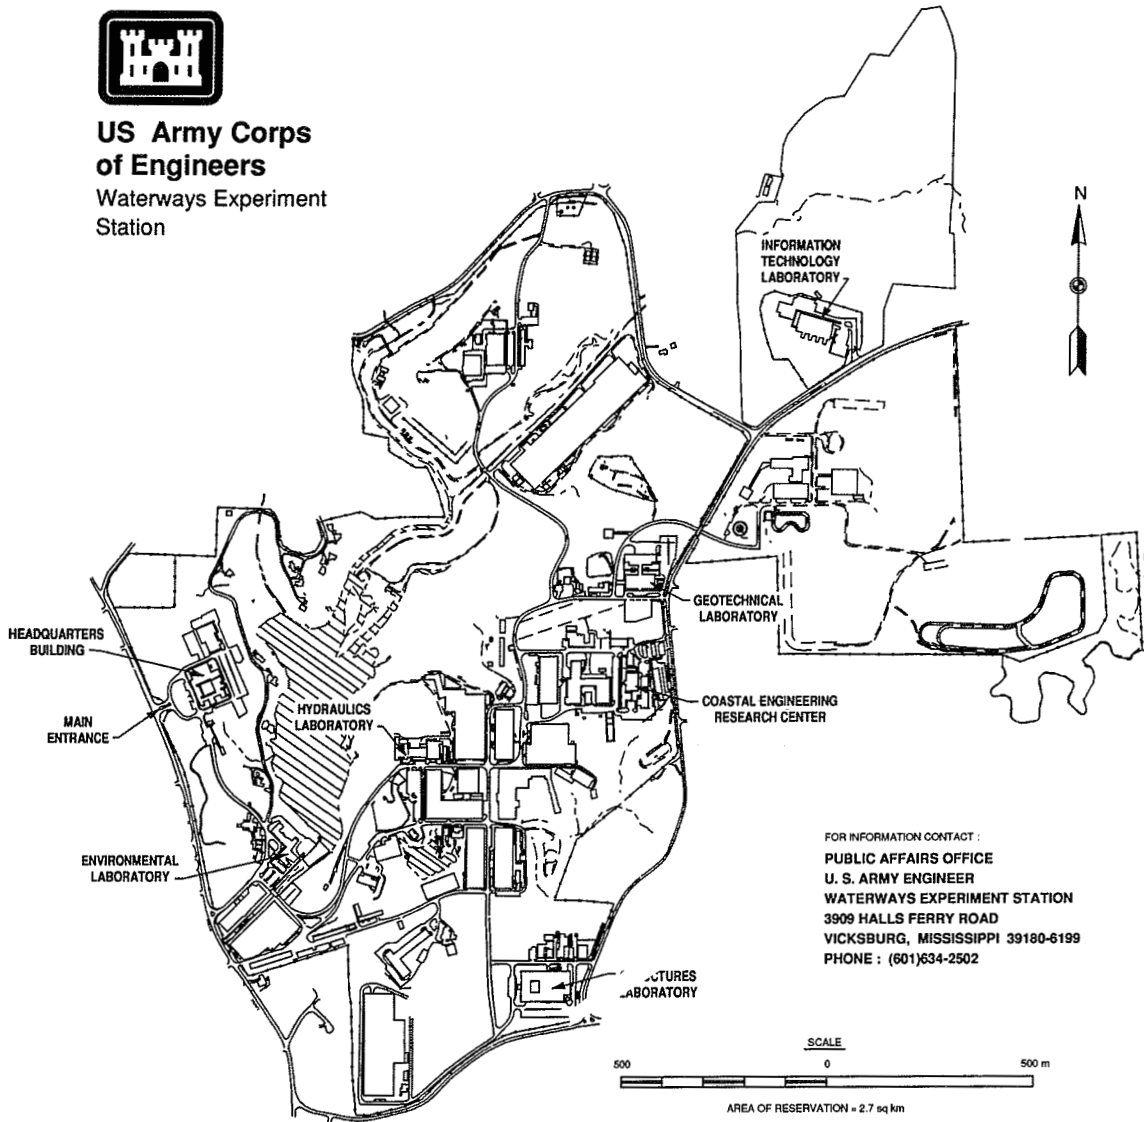 US Army Corps
of Engineers
Waterways Experiment
Station
N
INFORMATION
TECHNOLOGY
LABORATORY
GEOTECHNICAL
LABORATORY
HEADQUARTERS
BUILDING
MAIN
ENTRANCE
HYDRAULICS
LABORATORY
COASTAL ENGINEERING
RESEARCH CENTER
ENVIRONMENTAL
LABORATORY
CTURES
ABORATORY
FOR INFORMATION CONTACT :
PUBLIC AFFAIRS OFFICE
U. S. ARMY ENGINEER
WATERWAYS EXPERIMENT STATION
3909 HALLS FERRY ROAD
VICKSBURG, MISSISSIPPI 39180-6199
PHONE : (601)634-2502
SCALE
500 0 500 m
AREA OF RESERVATION = 2.7 sq km